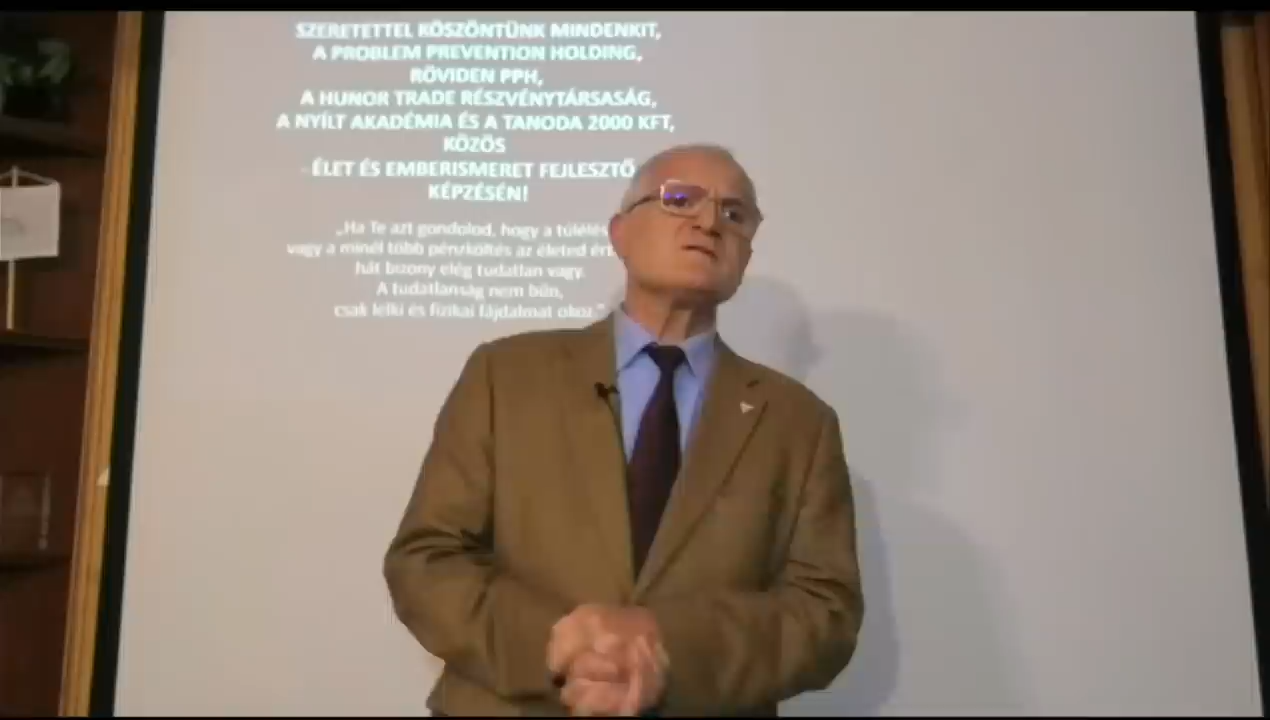 SZERETETTEL KÖSZÖNTÜNK MINDENKIT,
A PROBLEM PREVENTION HOLDING,
RÖVIDEN PPH,
A HUNOR TRADE RÉSZVÉNYTÁRSASÁG,
A NYÍLT AKADÉMIA ÉS A TANODA 2000 KFT,
KÖZÖS
- ÉLET ÉS EMBERISMERET FEJLESZTŐ
KÉPZÉSÉN!
„Ha Te azt gondolod, hogy a túlélés
vagy a minél több pénzköltés az életed
hát bizony elég tudatlan vagy.
A tudatlanság nem bűn,
csak lelki és fizikai fájdalmat okoz."